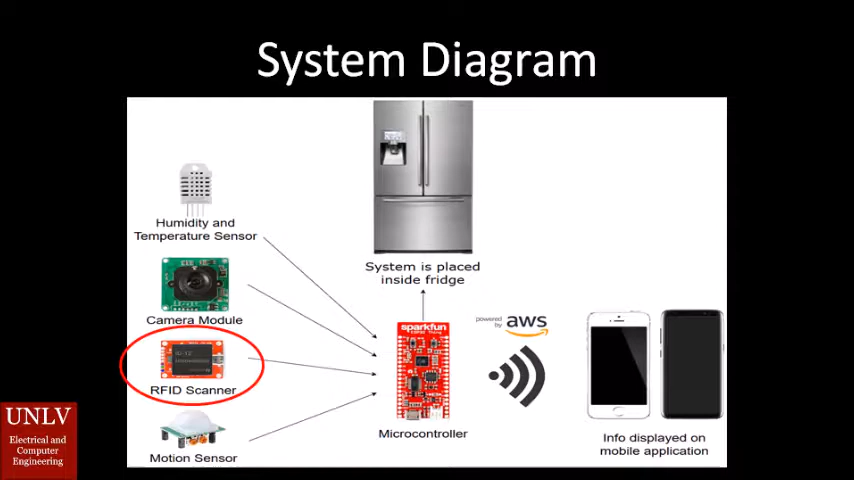 System Diagram
Humidity and
Temperature Sensor
Camera Module
RFID Scanner
Motion Sensor
System is placed
inside fridge
sparkfun
Microcontroller
powered
by
aws
Info displayed on
mobile application
UNLV
Electrical and
Computer
Engineering